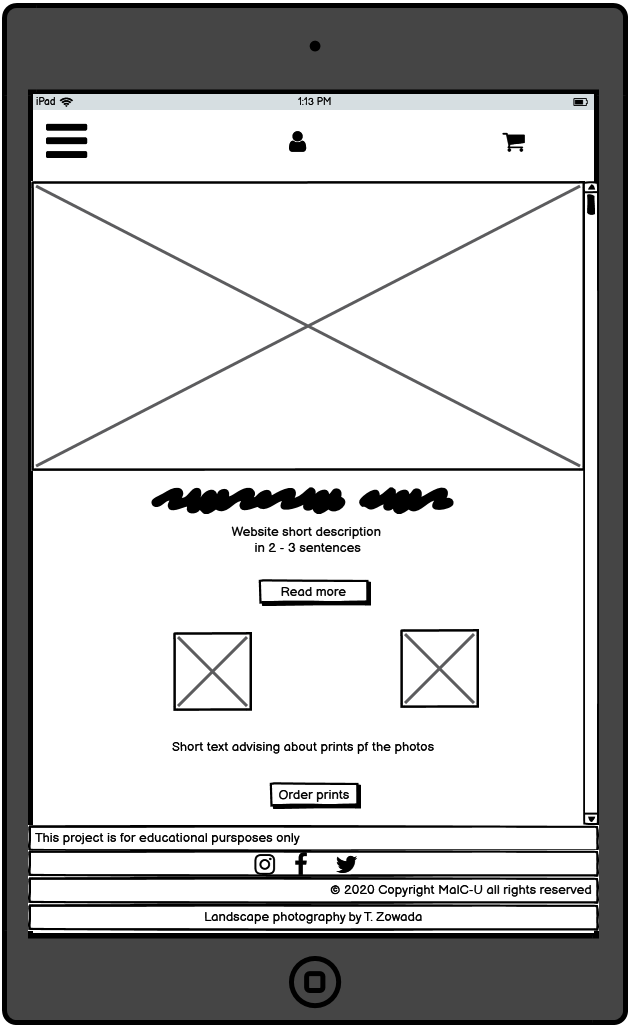 iPad
1:13 PM
Website short description
in 2 - 3 sentences
Read more
Short text advising about prints pf the photos
Order prints
This project is for educational pursposes only
© 2020 Copyright MalC-U all rights reserved
Landscape photography by T. Zowada